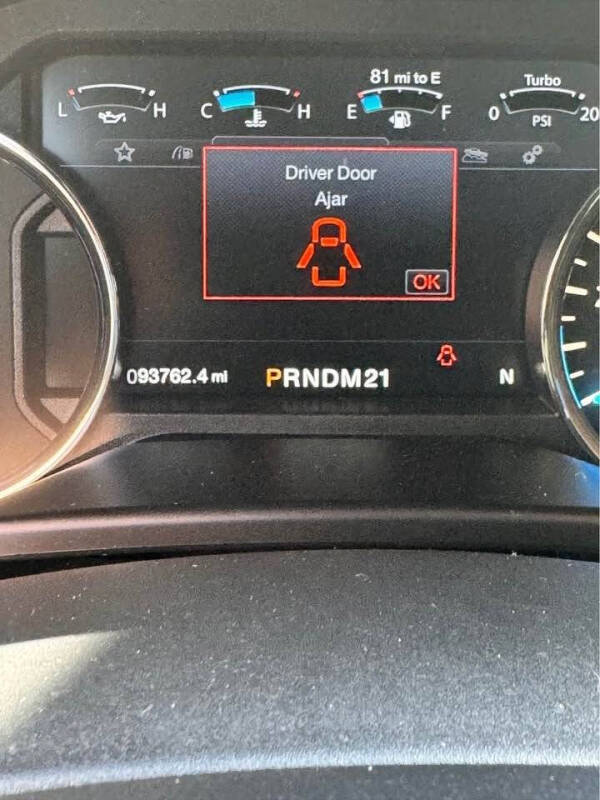 81 mi to E
Turbo
L H C H E F 0 20
PSI
Driver Door
Ajar
OK
093762.4 mi PRNDM21 N